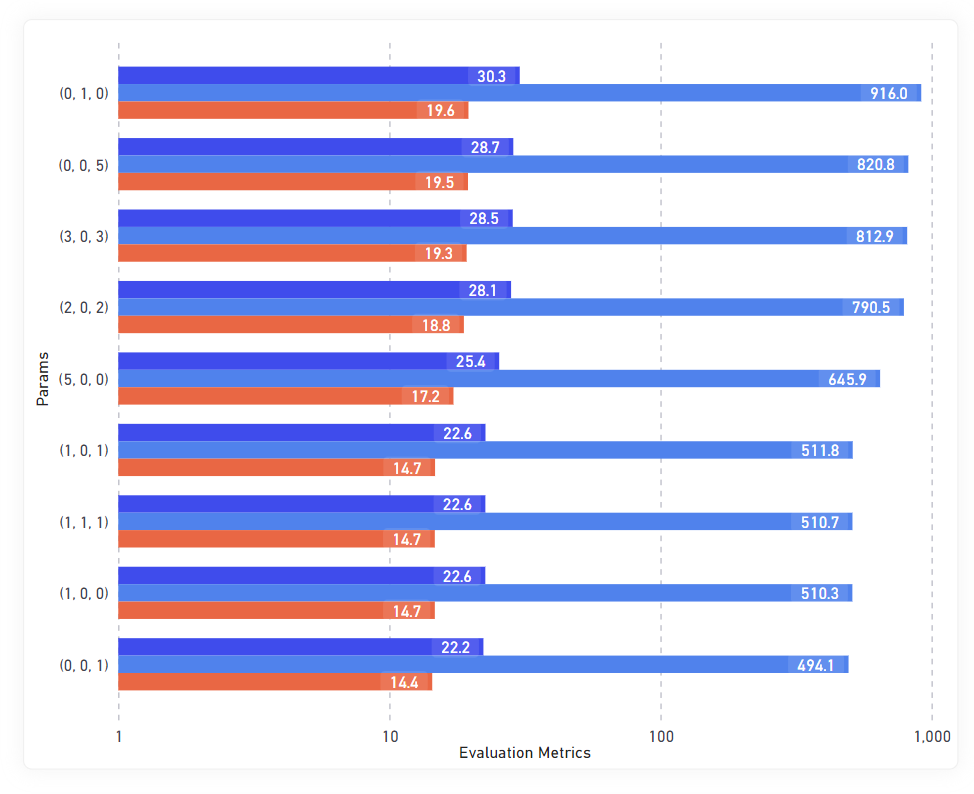 30.3
(0, 1, 0)
916.0
19.6
28.7
(0, 0, 5)
820.8
19.5
28.5
(3, 0, 3)
812.9
19.3
28.1
(2, 0, 2)
790.5
18.8
25.4
(5, 0, 0)
645.9
17.2
22.6
(1, 0, 1)
511.8
14.7
22.6
(1, 1, 1)
510.7
14.7
22.6
(1, 0, 0)
510.3
14.7
22.2
(0, 0, 1)
494.1
14.4
Params
1 10 100 1,000
Evaluation Metrics